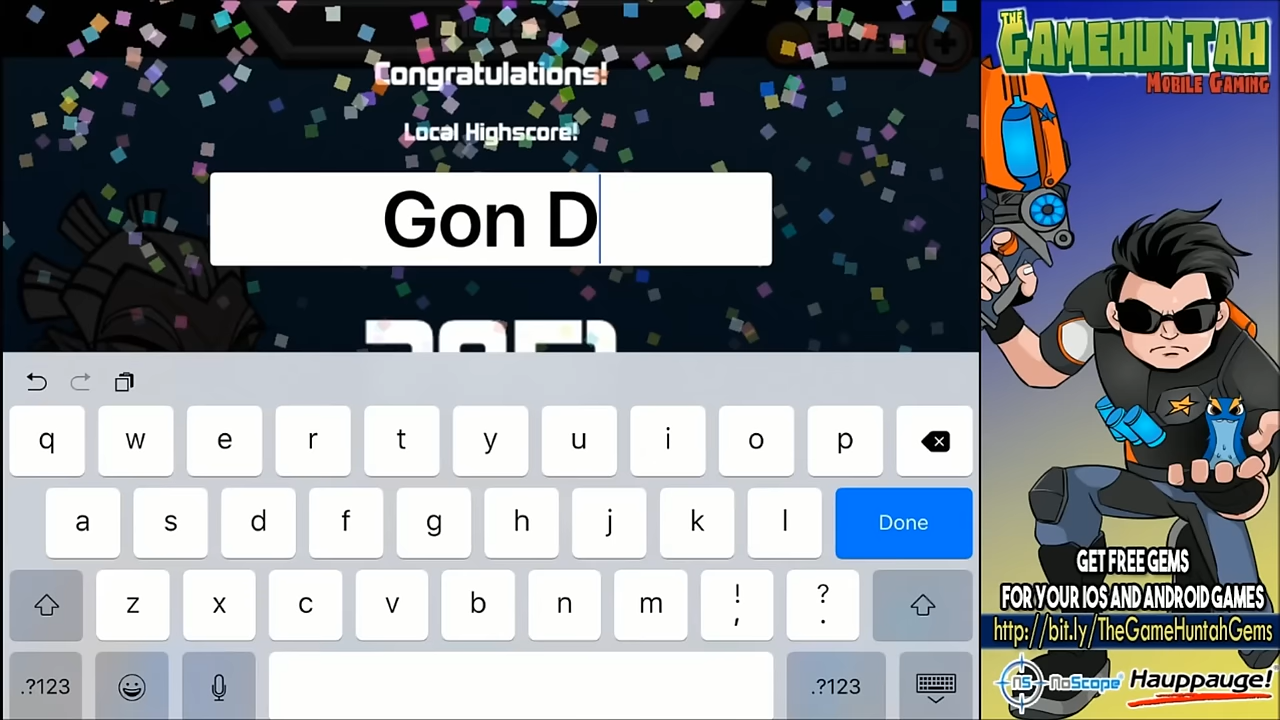 Congratulations!
Local Highscore!
Gon D
q w e r t y u i o p
a s d f g h j k l Done
z x c v b n m ! , ? .
.?123 .?123
THE
GAMEHUNTAH
MOBILE GAMING
GET FREE GEMS
FOR YOUR IOS AND ANDROID GAMES
http://bit.ly/TheGameHuntahGems
NS NoScope Hauppauge!